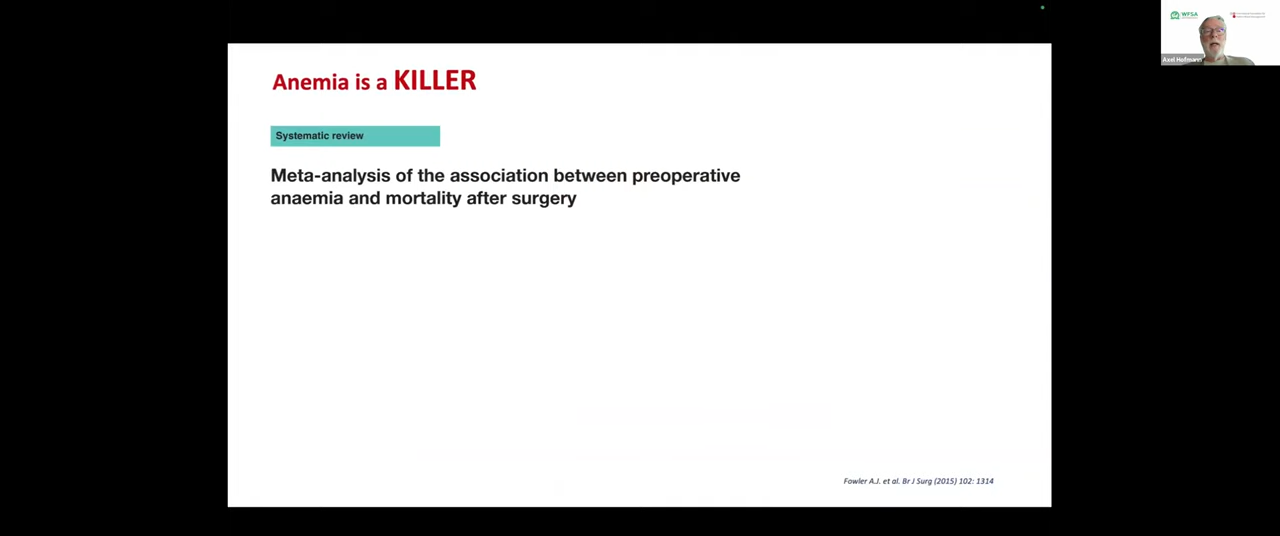 Anemia is a KILLER
Systematic review
Meta-analysis of the association between preoperative
anaemia and mortality after surgery
Fowler A.J. et al. Br J Surg (2015) 102: 1314
WFSA
Axel Hofmann